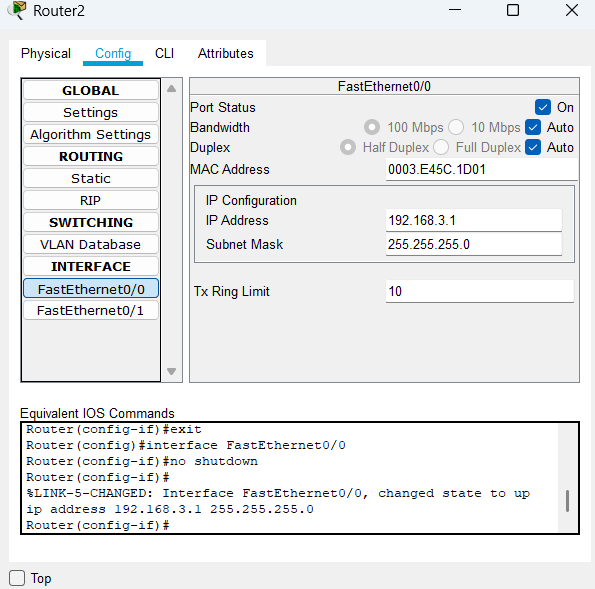 Router2
Physical Config CLI Attributes
GLOBAL
Settings
Algorithm Settings
ROUTING
Static
RIP
SWITCHING
VLAN Database
INTERFACE
FastEthernet0/0
FastEthernet0/1
FastEthernet0/0
Port Status On
Bandwidth 100 Mbps 10 Mbps Auto
Duplex Half Duplex Full Duplex Auto
MAC Address 0003.E45C.1D01
IP Configuration
IP Address 192.168.3.1
Subnet Mask 255.255.255.0
Tx Ring Limit 10
Equivalent IOS Commands
Router(config-if)#exit
Router(config)#interface FastEthernet0/0
Router(config-if)#no shutdown
Router(config-if)#
%LINK-5-CHANGED: Interface FastEthernet0/0, changed state to up
ip address 192.168.3.1 255.255.255.0
Router(config-if)#
Top